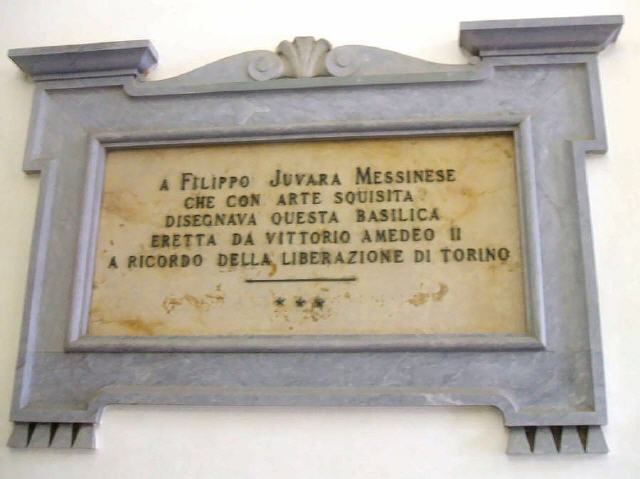 A FILIPPO JUVARA MESSINESE
CHE CON ARTE SQUISITA
DISEGNAVA QUESTA BASILICA
ERETTA DA VITTORIO AMEDEO II
A RICORDO DELLA LIBERAZIONE DI TORINO
***